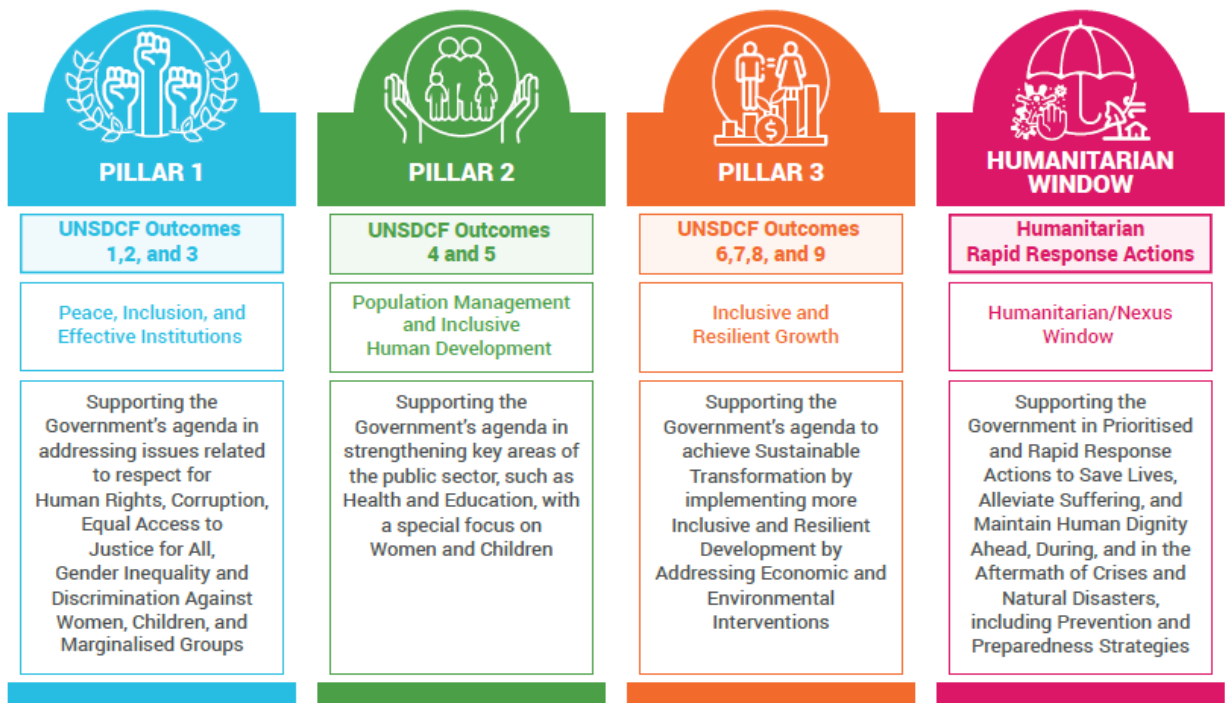 PILLAR 1
UNSDCF Outcomes
1,2, and 3
Peace, Inclusion, and
Effective Institutions
Supporting the
Government's agenda in
addressing issues related
to respect for
Human Rights, Corruption,
Equal Access to
Justice for All,
Gender Inequality and
Discrimination Against
Women, Children, and
Marginalised Groups
PILLAR 2
UNSDCF Outcomes
4 and 5
Population Management
and Inclusive
Human Development
Supporting the
Government's agenda in
strengthening key areas of
the public sector, such as
Health and Education, with
a special focus on
Women and Children
PILLAR 3
UNSDCF Outcomes
6,7,8, and 9
Inclusive and
Resilient Growth
Supporting the
Government's agenda to
achieve Sustainable
Transformation by
implementing more
Inclusive and Resilient
Development by
Addressing Economic and
Environmental
Interventions
HUMANITARIAN
WINDOW
Humanitarian
Rapid Response Actions
Humanitarian/Nexus
Window
Supporting the
Government in Prioritised
and Rapid Response
Actions to Save Lives,
Alleviate Suffering, and
Maintain Human Dignity
Ahead, During, and in the
Aftermath of Crises and
Natural Disasters,
including Prevention and
Preparedness Strategies